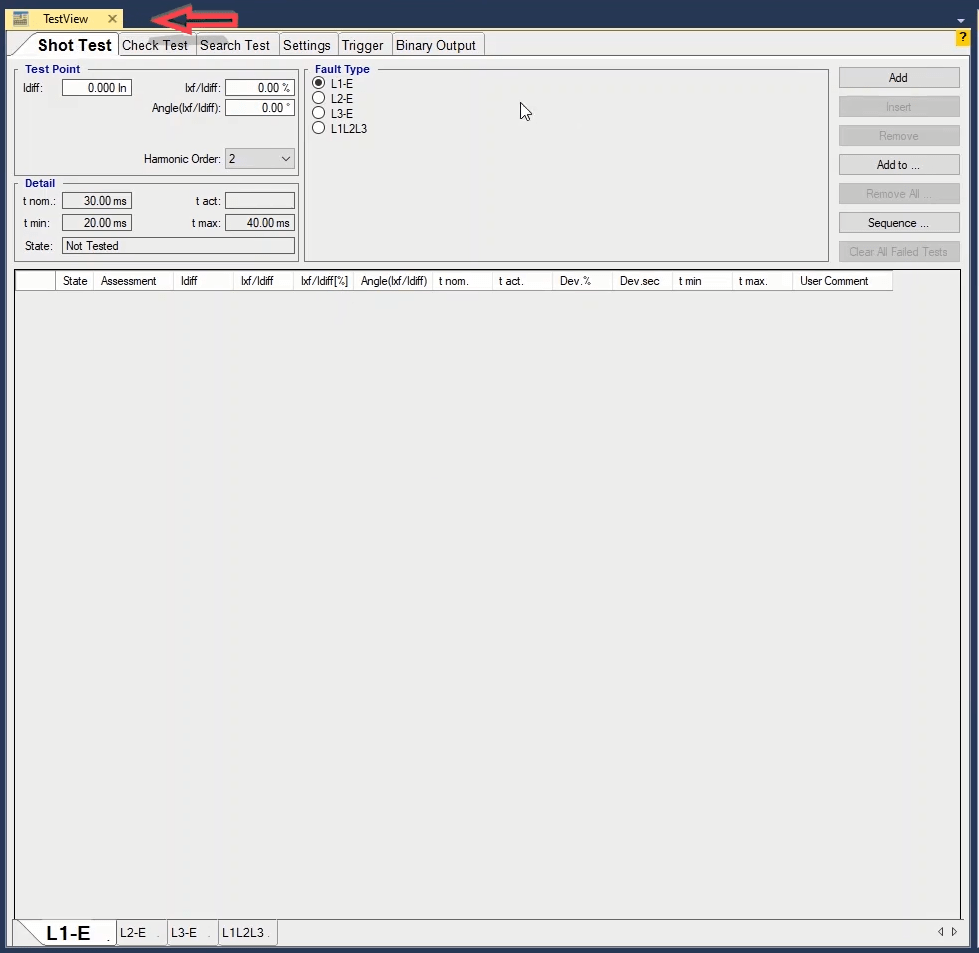 TestView
Shot Test Check Test Search Test Settings Trigger Binary Output ?
Test Point
Idiff: 0.000 In Ixf/Idiff: 0.00 %
Angle(Ixf/Idiff): 0.00 °
Harmonic Order: 2
Detail
t nom.: 30.00 ms t act:
t min: 20.00 ms t max: 40.00 ms
State: Not Tested
Fault Type
L1-E
L2-E
L3-E
L1L2L3
Add
Insert
Remove
Add to ...
Remove All ...
Sequence ...
Clear All Failed Tests
State Assessment Idiff Ixf/Idiff Ixf/Idiff[%] Angle(Ixf/Idiff) t nom. t act. Dev.% Dev.sec t min t max. User Comment
L1-E . L2-E . L3-E . L1L2L3 .